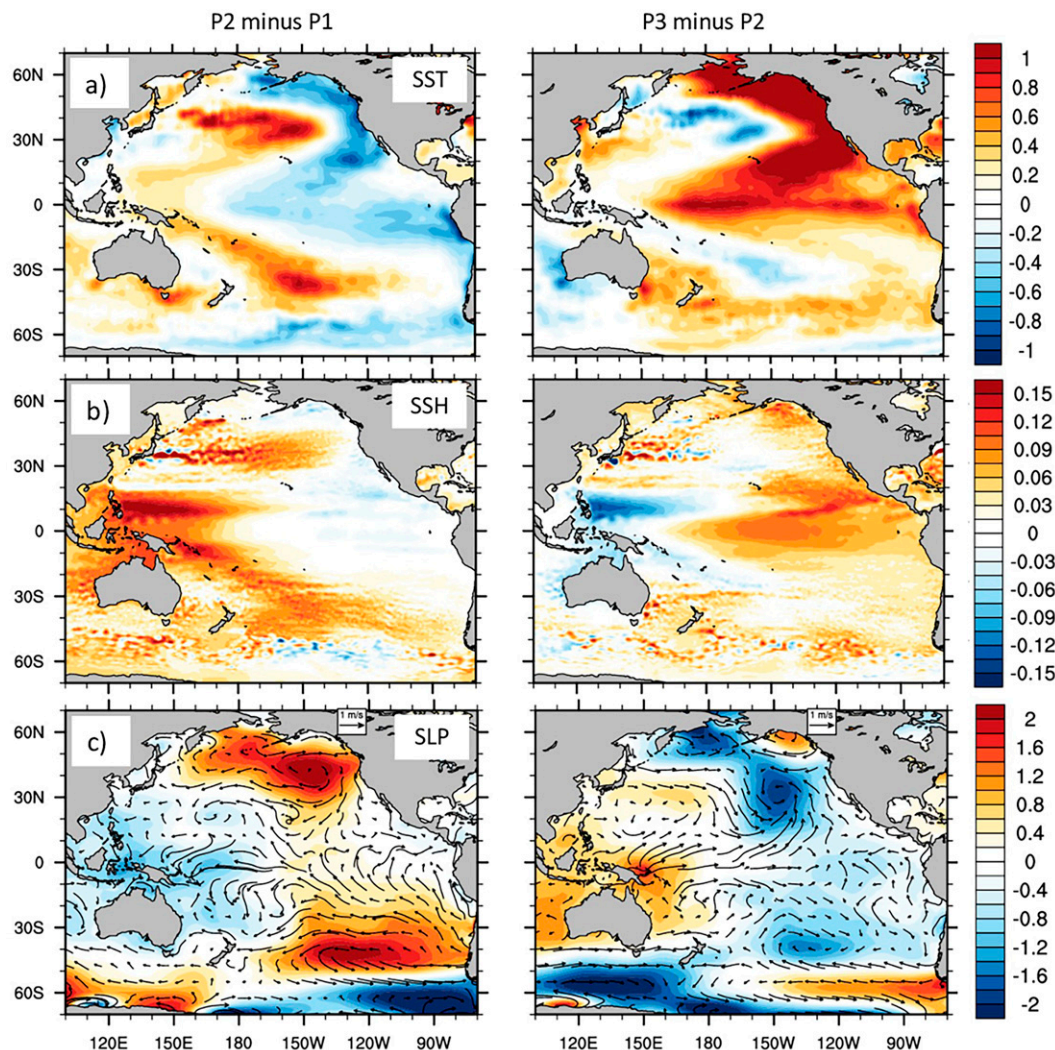 P2 minus P1 P3 minus P2
a) SST
60N
30N
0
30S
60S
1
0.8
0.6
0.4
0.2
0
-0.2
-0.4
-0.6
-0.8
-1
b) SSH
60N
30N
0
30S
60S
0.15
0.12
0.09
0.06
0.03
0
-0.03
-0.06
-0.09
-0.12
-0.15
c) SLP
1 m/s 1 m/s
60N
30N
0
30S
60S
2
1.6
1.2
0.8
0.4
0
-0.4
-0.8
-1.2
-1.6
-2
120E 150E 180 150W 120W 90W 120E 150E 180 150W 120W 90W